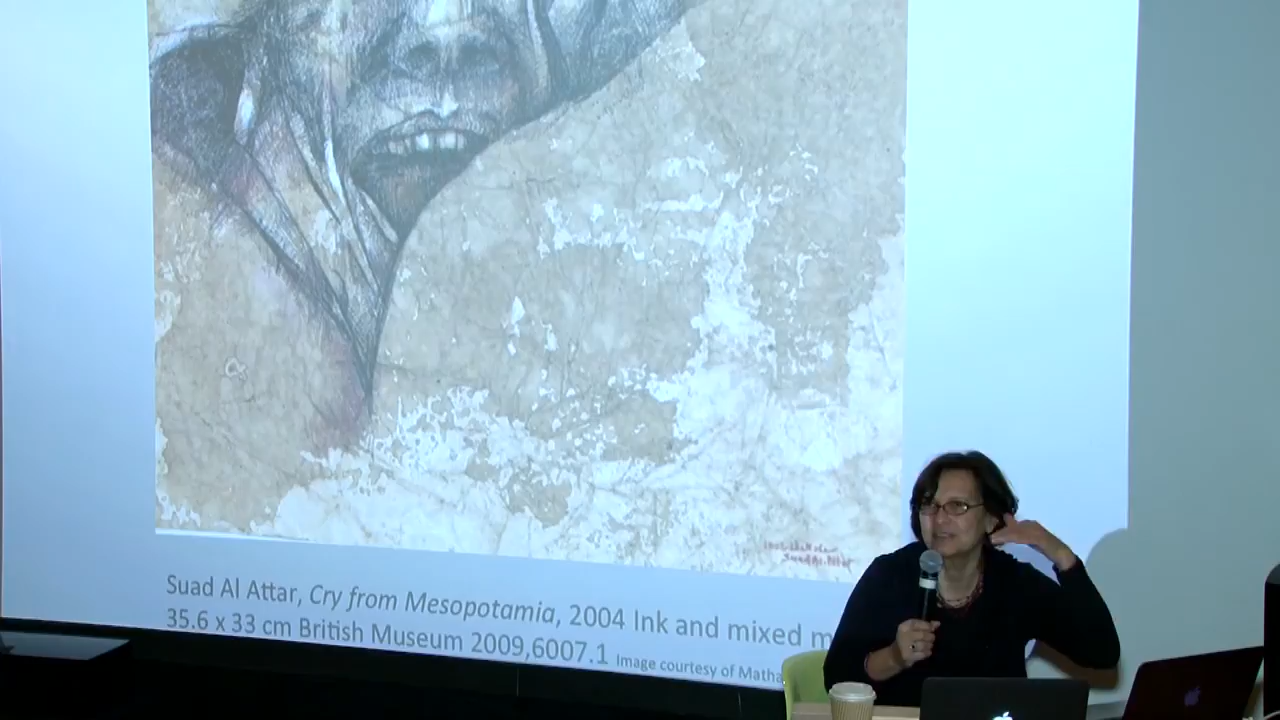 Suad Al Attar, Cry from Mesopotamia, 2004 Ink and mixed m
35.6 x 33 cm British Museum 2009,6007.1 Image courtesy of Matha